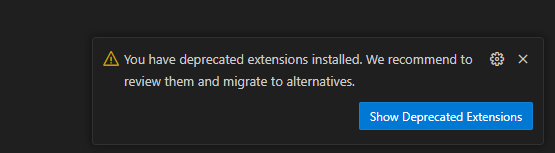 You have deprecated extensions installed. We recommend to
review them and migrate to alternatives.
Show Deprecated Extensions